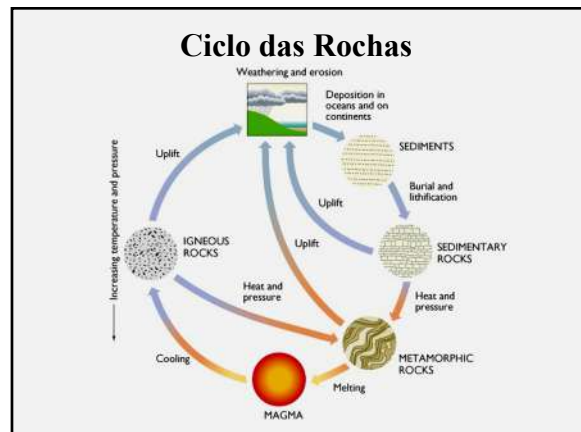 Ciclo das Rochas
Weathering and erosion
Deposition in
oceans and on
continents
SEDIMENTS
Uplift
Burial and
lithification
Uplift
Increasing temperature and pressure
IGNEOUS
ROCKS
Uplift
SEDIMENTARY
ROCKS
Heat and
pressure
Heat and
pressure
Cooling
METAMORPHIC
ROCKS
Melting
MAGMA